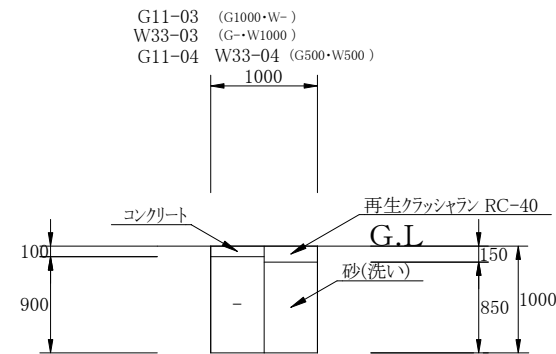 G11-03 (G1000・W-)
W33-03 (G-・W1000)
G11-04 W33-04 (G500・W500)
1000
コンクリート
再生クラッシャラン RC-40
G.L
100
150
砂(洗い)
900
-
850
1000